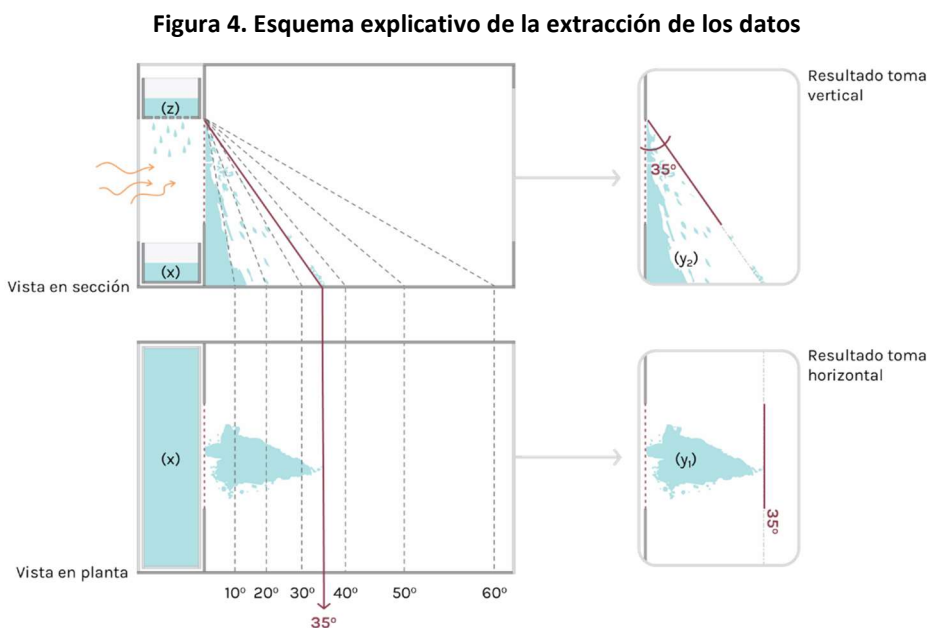 Figura 4. Esquema explicativo de la extracción de los datos
(z)
(x)
Vista en sección
35º
(y₂)
Resultado toma
vertical
(x)
Vista en planta
10º 20º 30º 40º 50º 60º
35º
(y₁)
35º
Resultado toma
horizontal